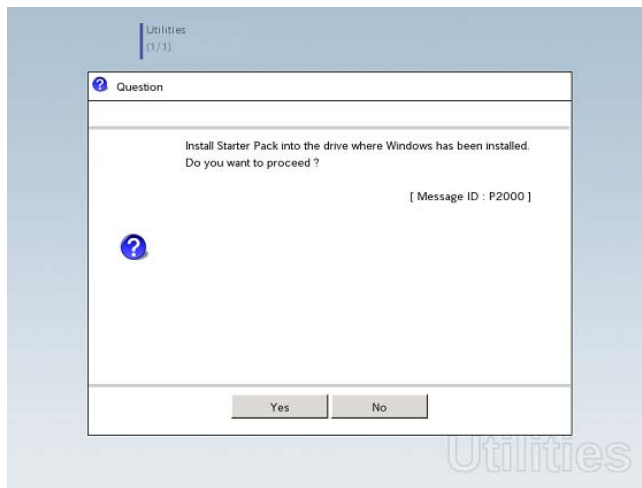 Utilities
(1/1)
Question
Install Starter Pack into the drive where Windows has been installed.
Do you want to proceed ?
[ Message ID : P2000 ]
Yes
No
Utilities